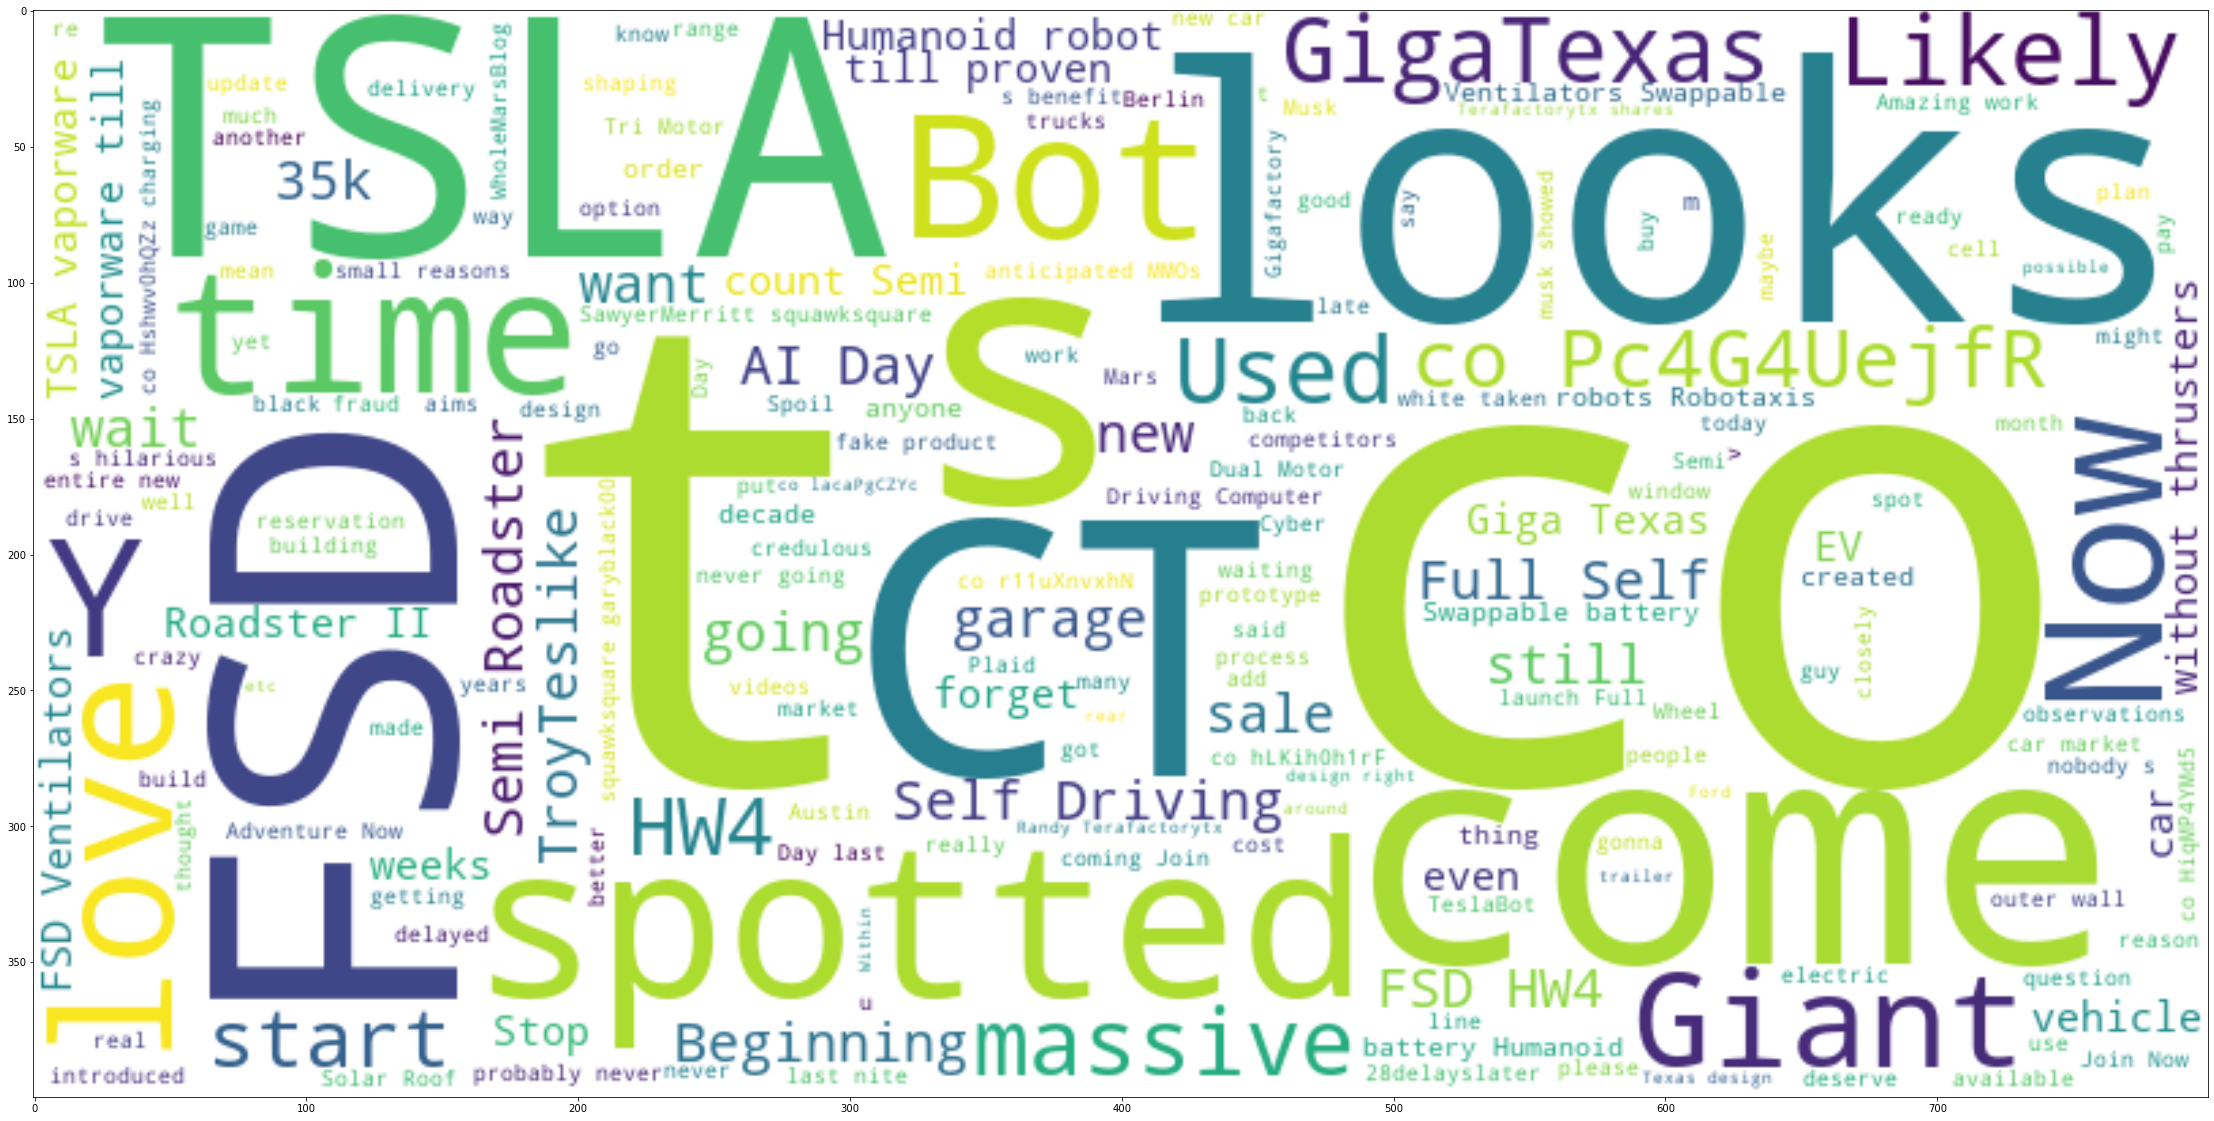 0
50
100
150
200
250
300
350
0 100 200 300 400 500 600 700
re
TSLA
know
range
Humanoid robot
new car
GigaTexas
Likely
TSLA vaporware
vaporware till
update
delivery
WholeMarsBlog
shaping
till proven
looks
s benefit
Berlin
t
Musk
Ventilators Swappable
Terafactorytx shares
Amazing work
much
another
Tri Motor
Bot
trucks
35k
order
option
way
game
co Hshwv0hQZz charging
Gigafactory
good
say
musk showed
buy
m
plan
ready
cell
pay
maybe
possible
mean
small reasons
want
count Semi
anticipated MMOs
time
SawyerMerritt squawksquare
late
might
yet
go
s
work
AI Day
Day
Mars
Used
co Pc4G4UejfR
without thrusters
black
fraud
aims
design
Spoil
anyone
back
white taken
robots Robotaxis
today
month
wait
s hilarious
entire new
well
drive
fake product
new
competitors
Dual Motor
Semi
>
Now
FSD
Semi Roadster
t
put
co lacaPgCZYc
Driving Computer
window
spot
reservation
building
TroyTeslike
squawksquare garyblack00
decade
credulous
never going
CT
Cyber
Giga Texas
EV
co
Y
co r11uXnvxhN
waiting
prototype
Full Self
created
Roadster II
going
garage
said
Swappable battery
closely
crazy
etc
years
Plaid
process
add
still
guy
FSD Ventilators
love
videos
market
forget
many
rear
sale
launch Full
Wheel
observations
made
got
co hLKih0h1rF
design right
people
car market
nobody s
build
thought
Adventure Now
HW4
Austin
Self Driving
around
come
Ford
car
co HiqMP4YMd5
better
Day last
really
Randy Terafactorytx
coming Join
cost
thing
gonna
weeks
getting
delayed
spotted
Within
even
trailer
TeslaBot
outer wall
reason
u
FSD HW4
Giant
electric
question
start
Stop
Beginning
massive
line
vehicle
real
introduced
Solar Roof
probably never
never
last nite
battery Humanoid
28delayslater
please
Texas design
deserve
use
Join Now
available